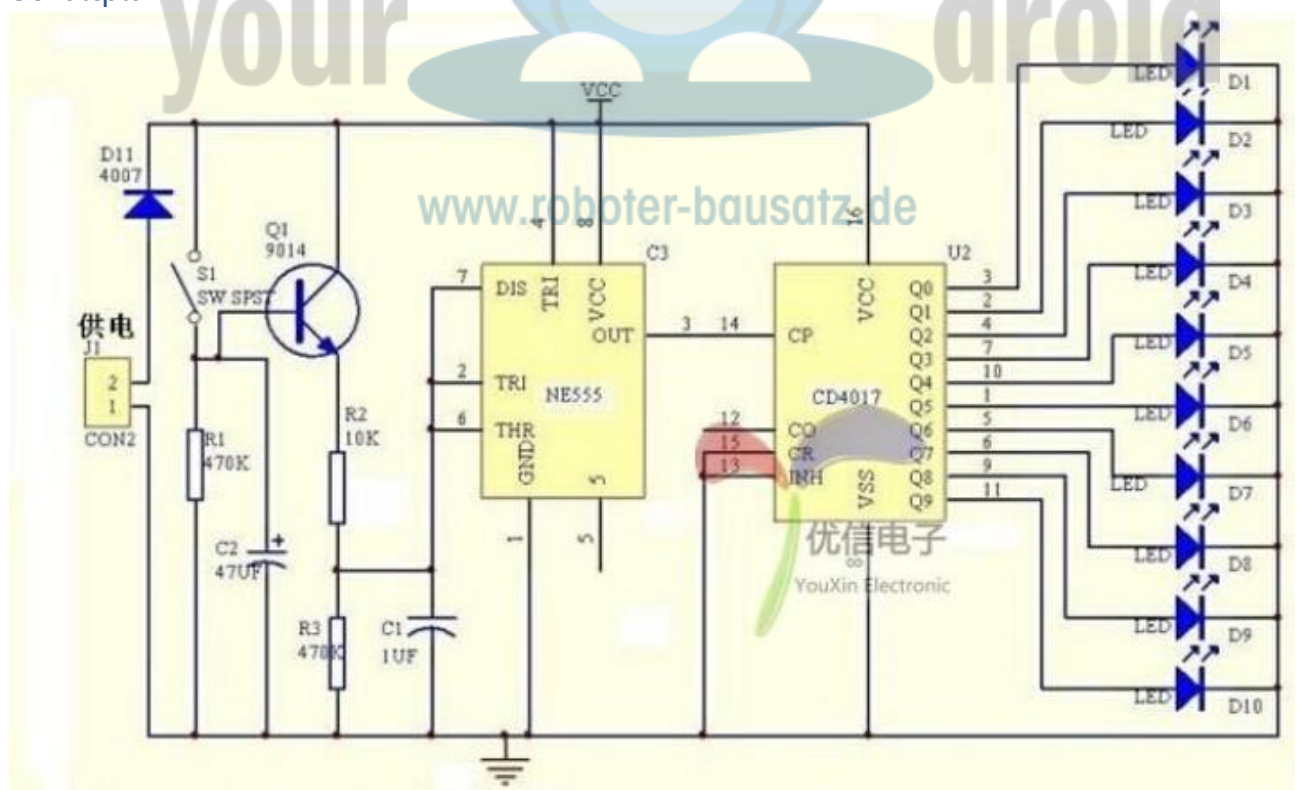 your droid
www.roboter-bausatz.de
VCC
D11
4007
Q1
9014
S1
SW SPST
供电
J1
2
1
CON2
R1
470K
C2
+
47UF
R2
10K
R3
470K
C1
1UF
7
2
6
4
8
C3
DIS
TRI
VCC
OUT
TRI
NE555
THR
GND
5
1
5
3
14
16
U2
VCC
CP
CD4017
12
15
13
CO
CR
INH
VSS
Q0
Q1
Q2
Q3
Q4
Q5
Q6
Q7
Q8
Q9
3
2
4
7
10
1
5
6
9
11
LED D1
LED D2
LED D3
LED D4
LED D5
LED D6
LED D7
LED D8
LED D9
LED D10
优信电子
8
YouXin Electronic